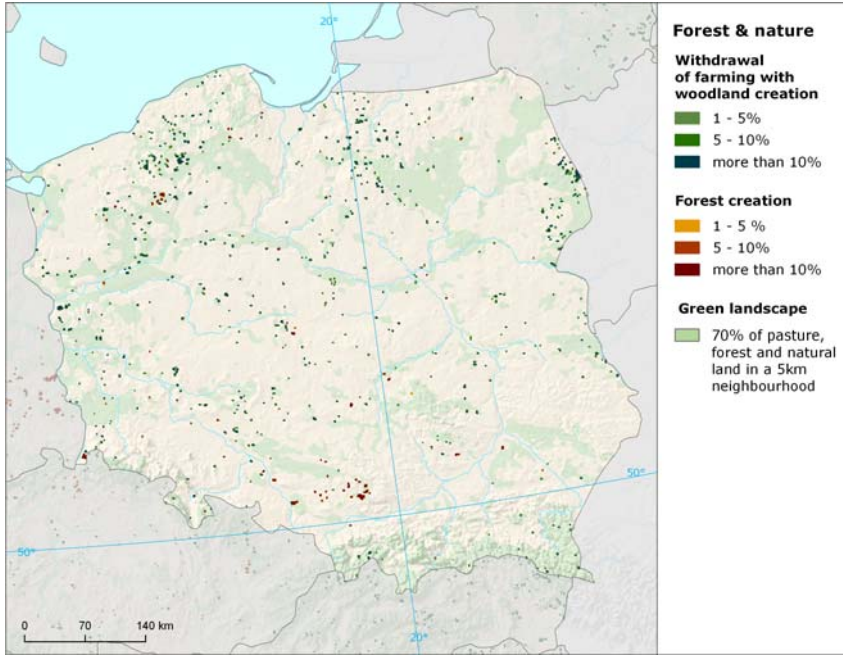 20°
Forest & nature
Withdrawal
of farming with
woodland creation
1 - 5%
5 - 10%
more than 10%
Forest creation
1 - 5 %
5 - 10%
more than 10%
Green landscape
70% of pasture,
forest and natural
land in a 5km
neighbourhood
50°
50°
0 70 140 km
20°